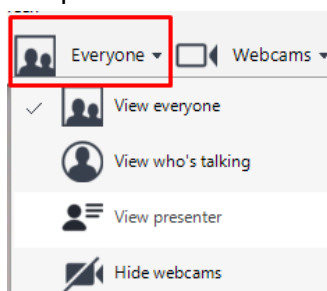 Everyone Webcams
View everyone
View who's talking
View presenter
Hide webcams